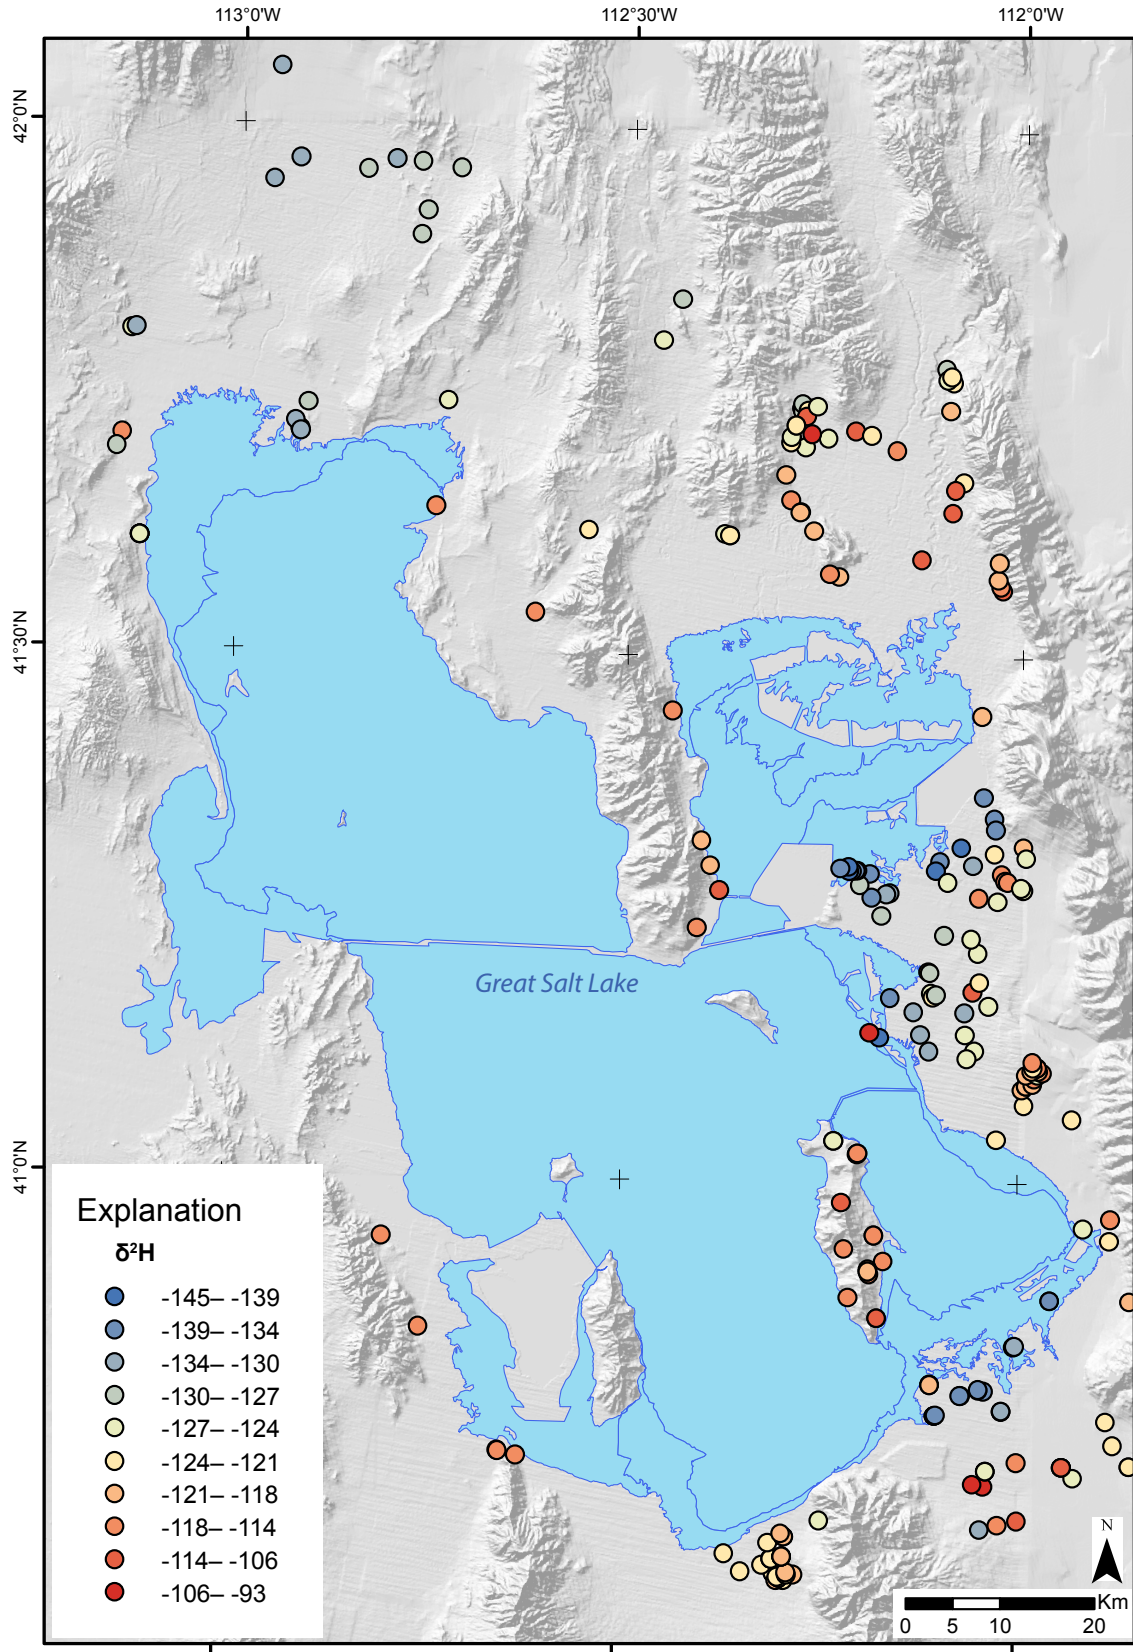 113°0'W 112°30'W 112°0'W
42°0'N
41°30'N
Great Salt Lake
41°0'N
Explanation
δ²H
-145– -139
-139– -134
-134– -130
-130– -127
-127– -124
-124– -121
-121– -118
-118– -114
-114– -106
-106– -93
N
Km
0 5 10 20